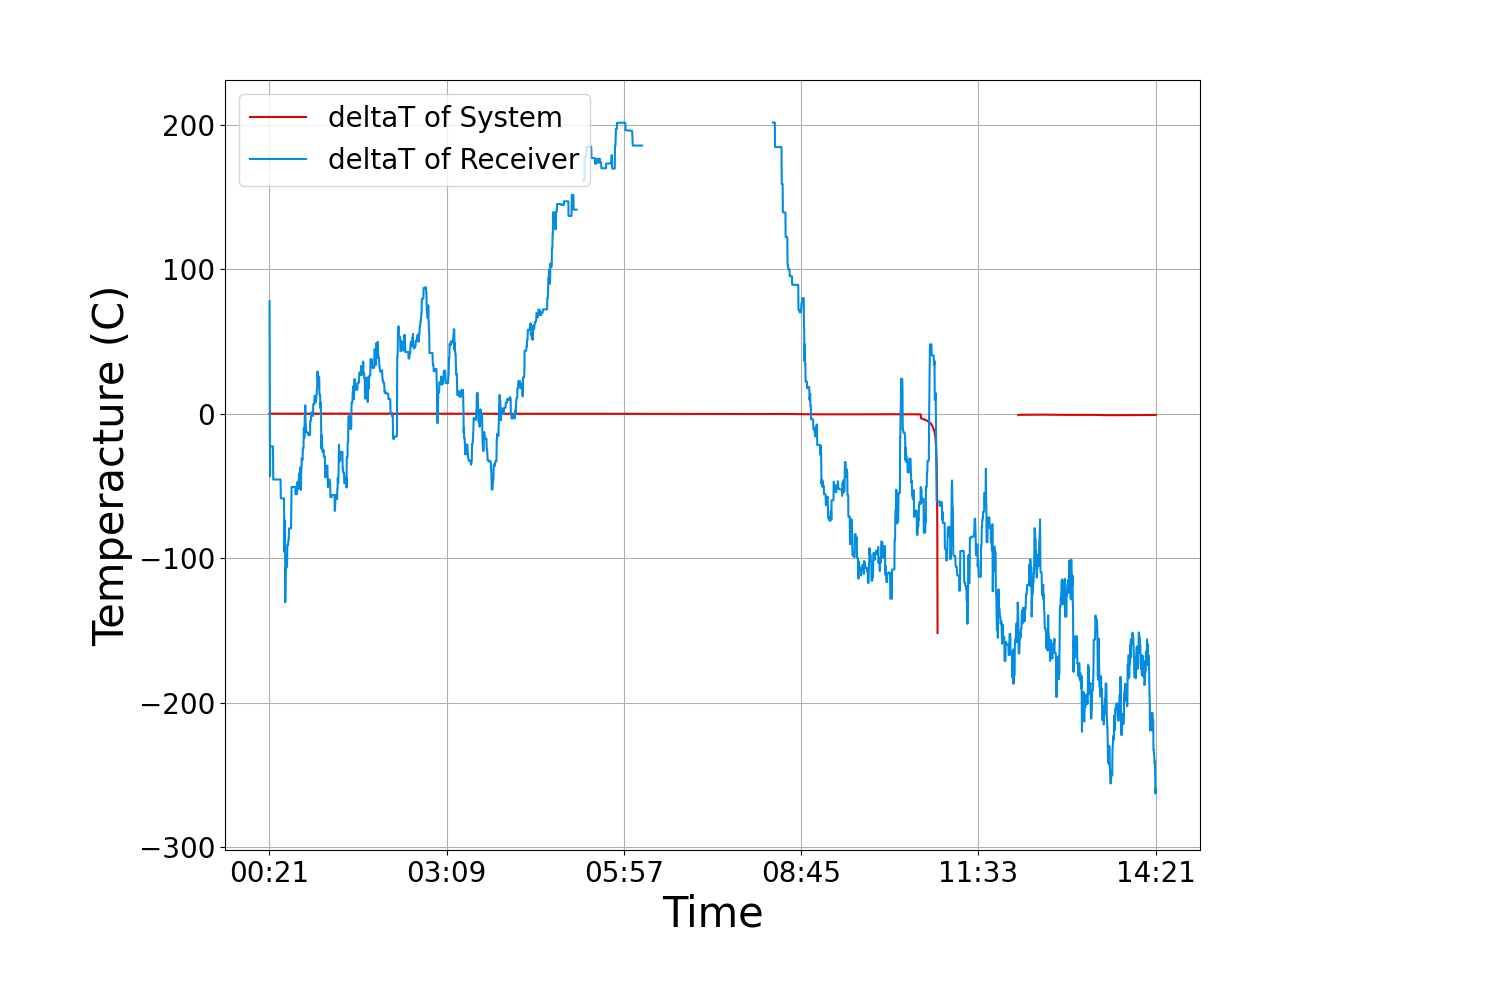 deltaT of System
deltaT of Receiver
Temperacture (C)
200
100
0
−100
−200
−300
00:21 03:09 05:57 08:45 11:33 14:21
Time